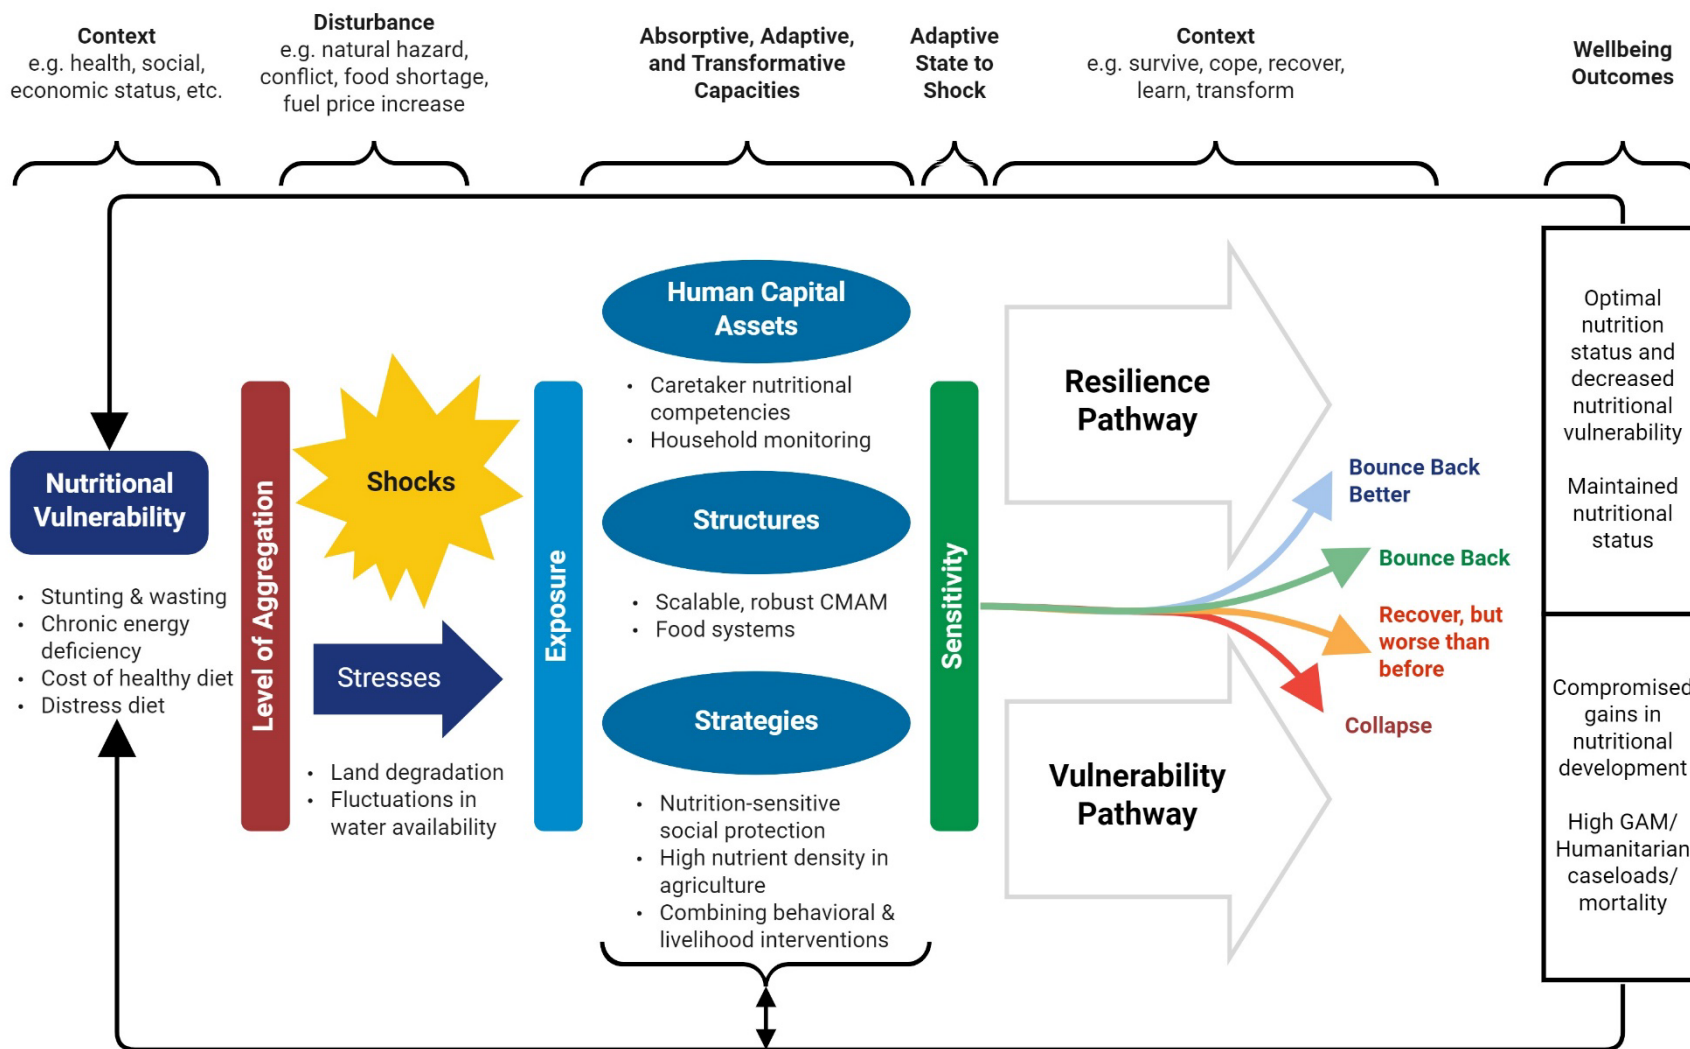 Context
e.g. health, social,
economic status, etc.
Disturbance
e.g. natural hazard,
conflict, food shortage,
fuel price increase
Absorptive, Adaptive,
and Transformative
Capacities
Adaptive
State to
Shock
Context
e.g. survive, cope, recover,
learn, transform
Wellbeing
Outcomes
Nutritional
Vulnerability
• Stunting & wasting
• Chronic energy
deficiency
• Cost of healthy diet
• Distress diet
Level of Aggregation
Shocks
Stresses
• Land degradation
• Fluctuations in
water availability
Exposure
Human Capital
Assets
• Caretaker nutritional
competencies
• Household monitoring
Structures
• Scalable, robust CMAM
• Food systems
Strategies
• Nutrition-sensitive
social protection
• High nutrient density in
agriculture
• Combining behavioral &
livelihood interventions
Sensitivity
Resilience
Pathway
Bounce Back
Better
Bounce Back
Recover, but
worse than
before
Collapse
Vulnerability
Pathway
Optimal
nutrition
status and
decreased
nutritional
vulnerability
Maintained
nutritional
status
Compromised
gains in
nutritional
development
High GAM/
Humanitarian
caseloads/
mortality